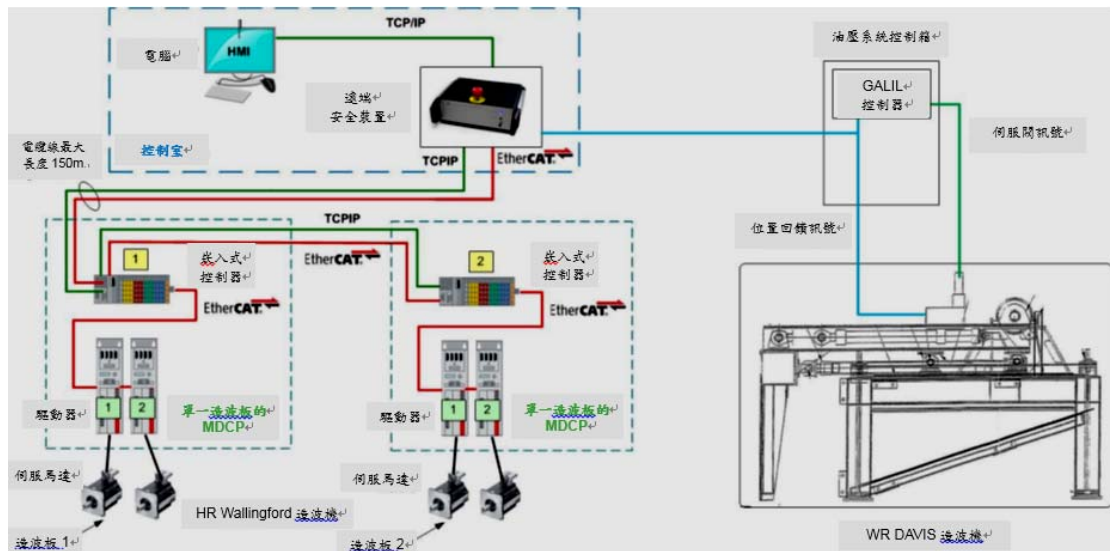 TCP/IP
電腦
HMI
遠端
安全裝置
控制室
TCPIP
EtherCAT
電纜線最大
長度 150m.
油壓系統控制箱
GALIL
控制器
伺服閥訊號
位置回饋訊號
TCPIP
1
嵌入式
控制器
EtherCAT
EtherCAT
2
嵌入式
控制器
EtherCAT
驅動器
1
2
單一造波板的
MDCP
驅動器
1
2
單一造波板的
MDCP
伺服馬達
HR Wallingford 造波機
造波板 1
伺服馬達
造波板 2
WR DAVIS 造波機